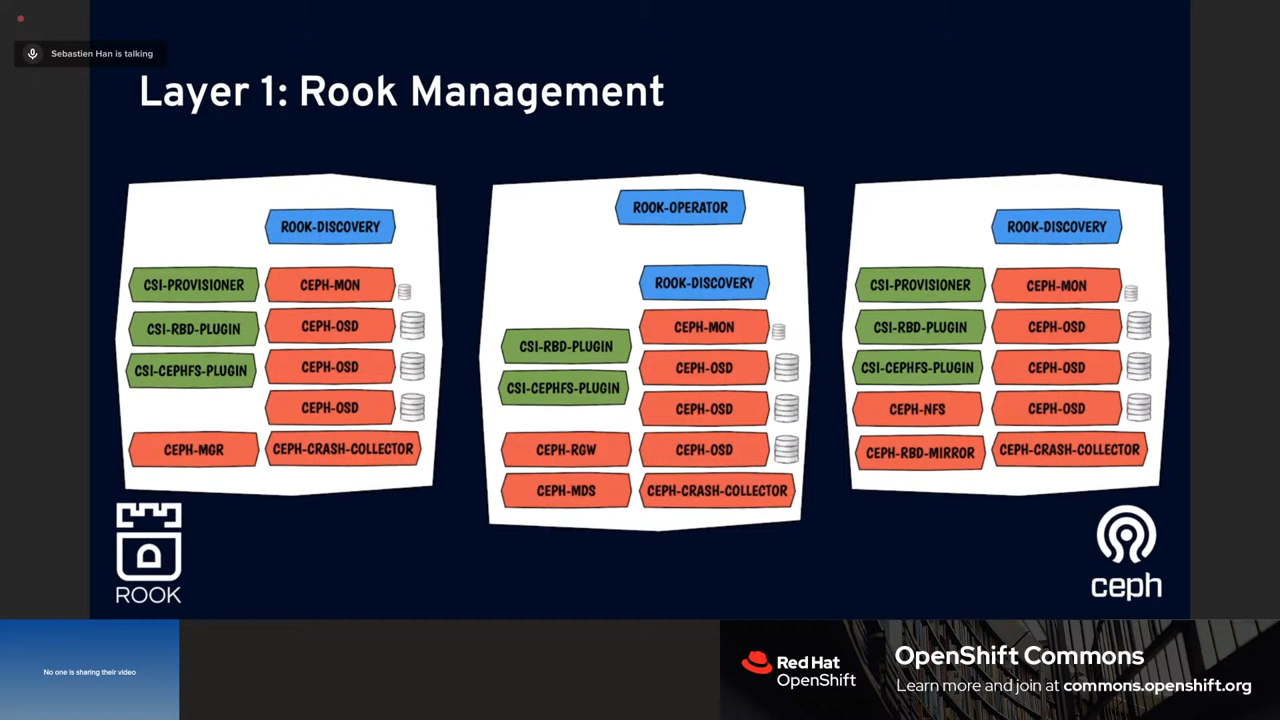 Sebastien Han is talking
Layer 1: Rook Management
ROOK-DISCOVERY
CSI-PROVISIONER
CEPH-MON
CSI-RBD-PLUGIN
CEPH-OSD
CSI-CEPHFS-PLUGIN
CEPH-OSD
CEPH-OSD
CEPH-MGR
CEPH-CRASH-COLLECTOR
ROOK-OPERATOR
ROOK-DISCOVERY
CEPH-MON
CSI-RBD-PLUGIN
CEPH-OSD
CSI-CEPHFS-PLUGIN
CEPH-OSD
CEPH-RGW
CEPH-OSD
CEPH-MDS
CEPH-CRASH-COLLECTOR
ROOK-DISCOVERY
CSI-PROVISIONER
CEPH-MON
CSI-RBD-PLUGIN
CEPH-OSD
CSI-CEPHFS-PLUGIN
CEPH-OSD
CEPH-NFS
CEPH-OSD
CEPH-RBD-MIRROR
CEPH-CRASH-COLLECTOR
ROOK
ceph
No one is sharing their video
Red Hat
OpenShift
OpenShift Commons
Learn more and join at commons.openshift.org